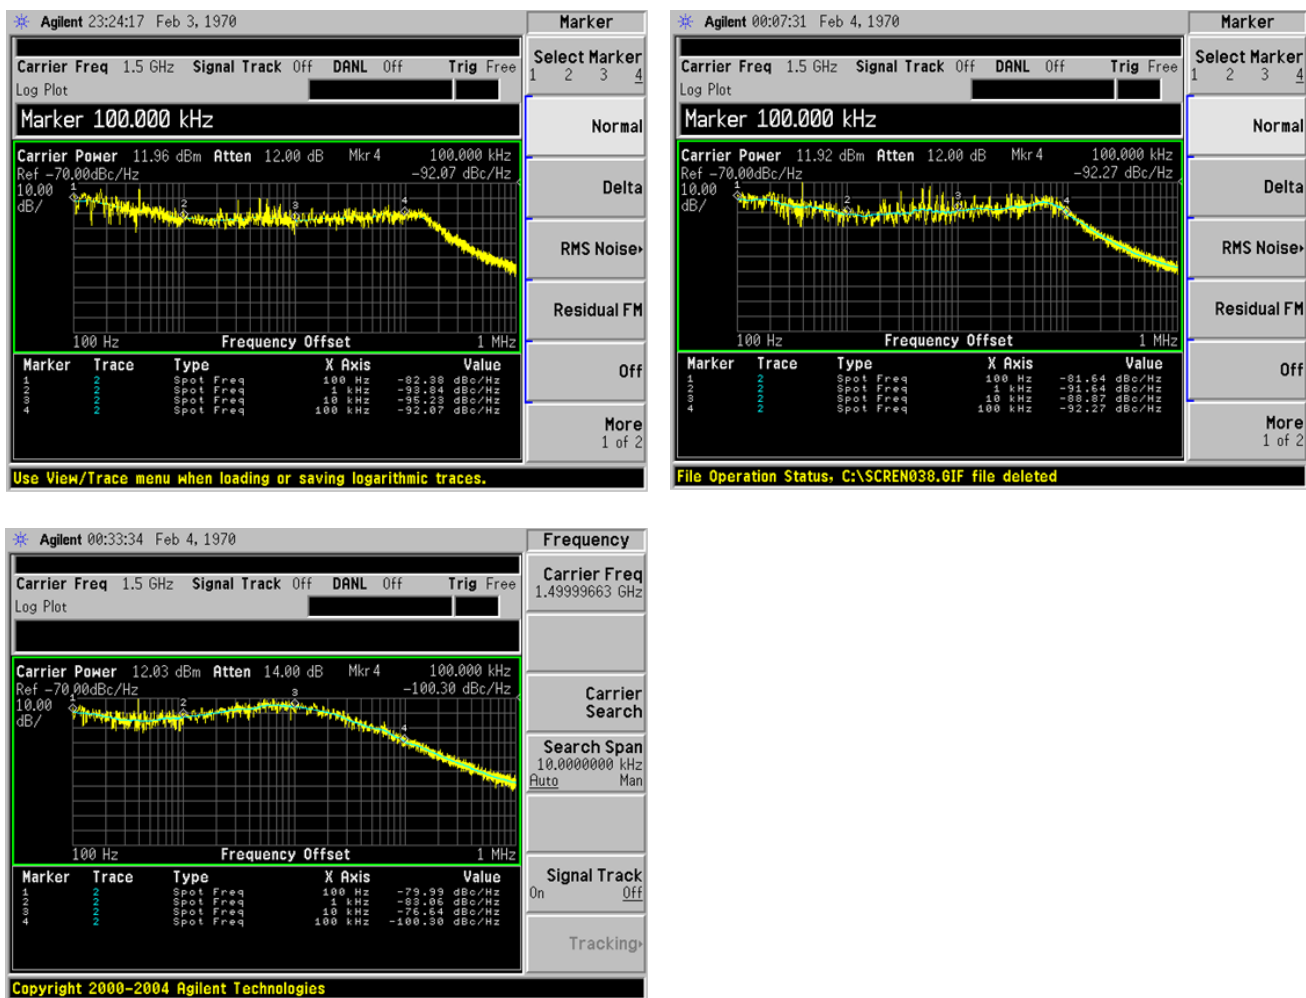 Agilent 23:24:17 Feb 3, 1970
Marker
Carrier Freq 1.5 GHz Signal Track Off DANL Off Trig Free
Log Plot
Marker 100.000 kHz
Carrier Power 11.96 dBm Atten 12.00 dB Mkr4 100.000 kHz
Ref -70.00dBc/Hz -92.07 dBc/Hz
10.00
dB/
1
2
3
4
100 Hz Frequency Offset 1 MHz
Marker Trace Type X Axis Value
1 2 Spot Freq 100 Hz -82.38 dBc/Hz
2 2 Spot Freq 1 kHz -93.84 dBc/Hz
3 2 Spot Freq 10 kHz -95.23 dBc/Hz
4 2 Spot Freq 100 kHz -92.07 dBc/Hz
Select Marker
1 2 3 4
Normal
Delta
RMS Noise
Residual FM
Off
More
1 of 2
Use View/Trace menu when loading or saving logarithmic traces.
Agilent 00:07:31 Feb 4, 1970
Marker
Carrier Freq 1.5 GHz Signal Track Off DANL Off Trig Free
Log Plot
Marker 100.000 kHz
Carrier Power 11.92 dBm Atten 12.00 dB Mkr4 100.000 kHz
Ref -70.00dBc/Hz -92.27 dBc/Hz
10.00
dB/
1
2
3
4
100 Hz Frequency Offset 1 MHz
Marker Trace Type X Axis Value
1 2 Spot Freq 100 Hz -81.64 dBc/Hz
2 2 Spot Freq 1 kHz -91.64 dBc/Hz
3 2 Spot Freq 10 kHz -88.87 dBc/Hz
4 2 Spot Freq 100 kHz -92.27 dBc/Hz
Select Marker
1 2 3 4
Normal
Delta
RMS Noise
Residual FM
Off
More
1 of 2
File Operation Status, C:\SCREN038.GIF file deleted
Agilent 00:33:34 Feb 4, 1970
Frequency
Carrier Freq 1.5 GHz Signal Track Off DANL Off Trig Free
Log Plot
Carrier Power 12.03 dBm Atten 14.00 dB Mkr4 100.000 kHz
Ref -70.00dBc/Hz -100.30 dBc/Hz
10.00
dB/
1
2
3
4
100 Hz Frequency Offset 1 MHz
Marker Trace Type X Axis Value
1 2 Spot Freq 100 Hz -79.99 dBc/Hz
2 2 Spot Freq 1 kHz -83.06 dBc/Hz
3 2 Spot Freq 10 kHz -76.64 dBc/Hz
4 2 Spot Freq 100 kHz -100.30 dBc/Hz
Carrier Freq
1.49999663 GHz
Carrier
Search
Search Span
10.0000000 kHz
Auto Man
Signal Track
On Off
Tracking
Copyright 2000-2004 Agilent Technologies